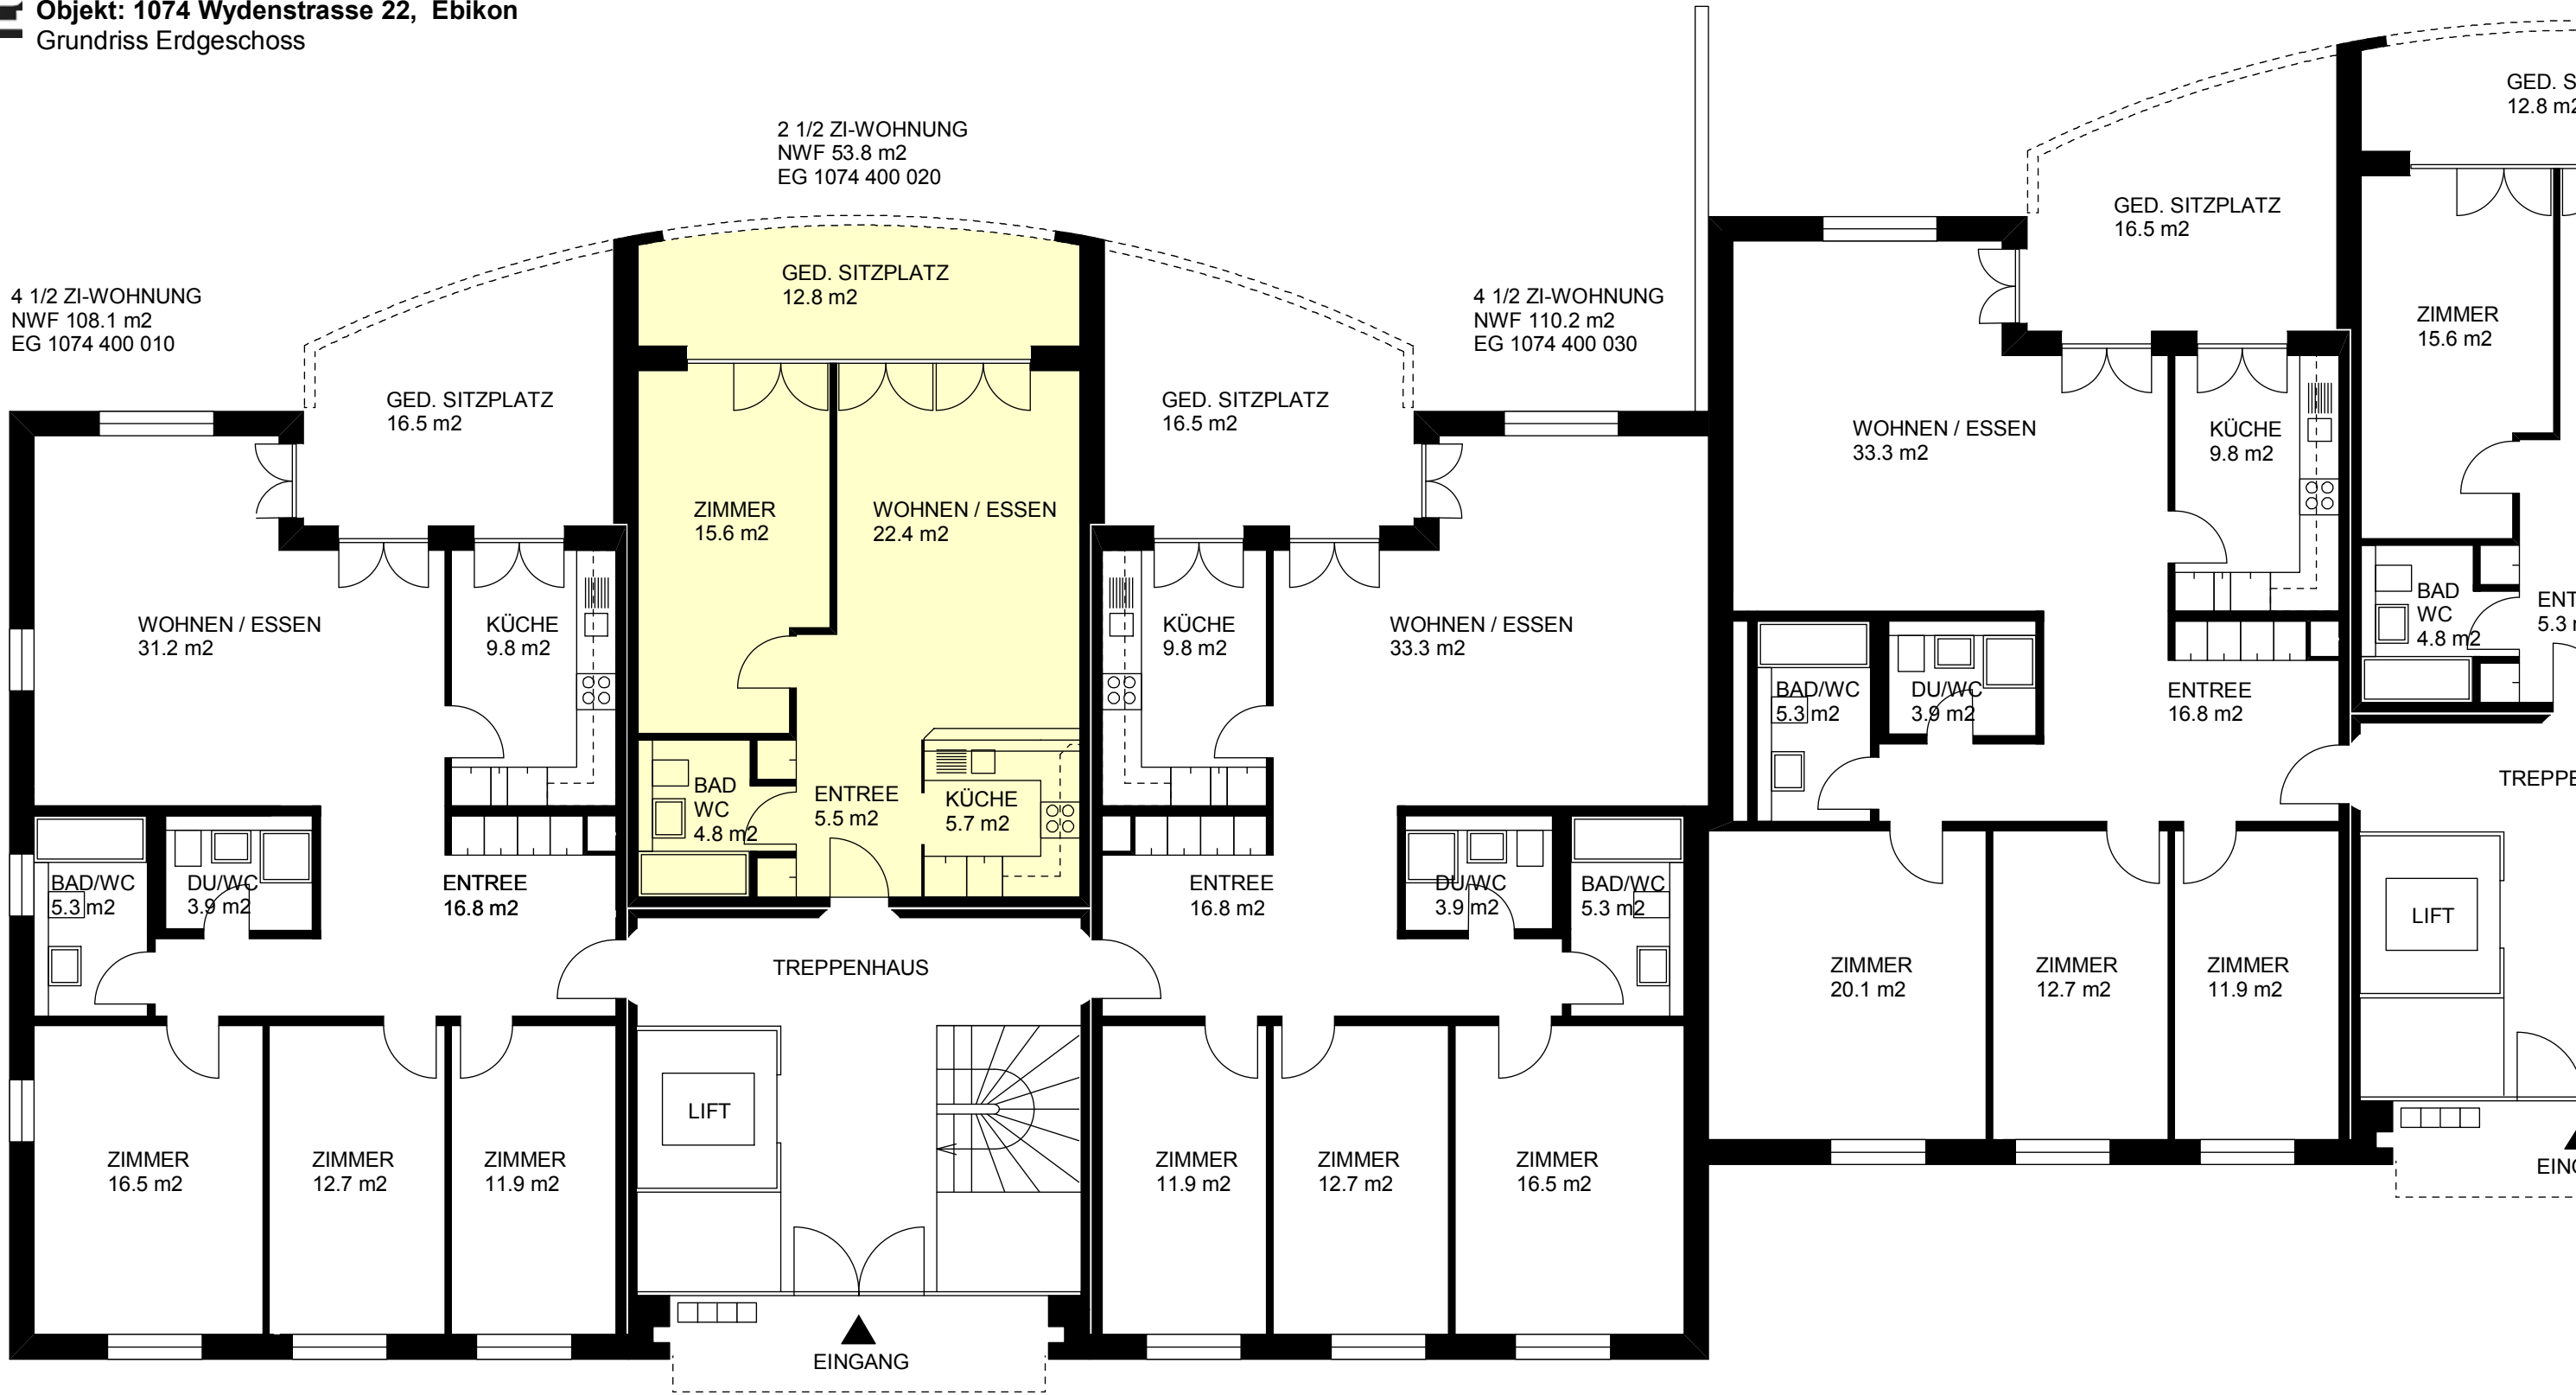 Objekt: 1074 Wydenstrasse 22, Ebikon
Grundriss Erdgeschoss
2 1/2 ZI-WOHNUNG
NWF 53.8 m2
EG 1074 400 020
4 1/2 ZI-WOHNUNG
NWF 108.1 m2
EG 1074 400 010
4 1/2 ZI-WOHNUNG
NWF 110.2 m2
EG 1074 400 030
GED. SITZPLATZ
16.5 m2
WOHNEN / ESSEN
31.2 m2
KÜCHE
9.8 m2
BAD/WC
5.3 m2
DU/WC
3.9 m2
ENTREE
16.8 m2
ZIMMER
16.5 m2
ZIMMER
12.7 m2
ZIMMER
11.9 m2
GED. SITZPLATZ
12.8 m2
ZIMMER
15.6 m2
WOHNEN / ESSEN
22.4 m2
BAD
WC
4.8 m2
ENTREE
5.5 m2
KÜCHE
5.7 m2
TREPPENHAUS
LIFT
EINGANG
GED. SITZPLATZ
16.5 m2
KÜCHE
9.8 m2
WOHNEN / ESSEN
33.3 m2
ENTREE
16.8 m2
DU/WC
3.9 m2
BAD/WC
5.3 m2
ZIMMER
11.9 m2
ZIMMER
12.7 m2
ZIMMER
16.5 m2
GED. SITZPLATZ
16.5 m2
WOHNEN / ESSEN
33.3 m2
KÜCHE
9.8 m2
BAD/WC
5.3 m2
DU/WC
3.9 m2
ENTREE
16.8 m2
ZIMMER
20.1 m2
ZIMMER
12.7 m2
ZIMMER
11.9 m2
GED. S
12.8 m2
ZIMMER
15.6 m2
BAD
WC
4.8 m2
ENT
5.3
TREPPE
LIFT
EING